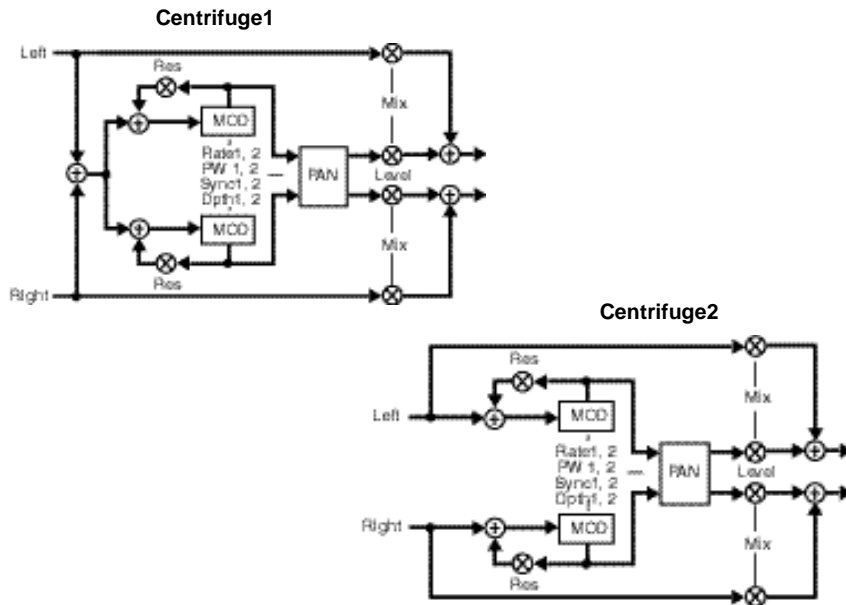 Centrifuge1
Left
Res
MOD
Mix
Rate1, 2
PW 1, 2
Sync1, 2
Dpth1, 2
PAN
Level
MOD
Mix
Res
Right
Centrifuge2
Res
Left
MOD
Mix
Rate1, 2
PW 1, 2
Sync1, 2
Dpth1, 2
PAN
Level
Right
MOD
Mix
Res